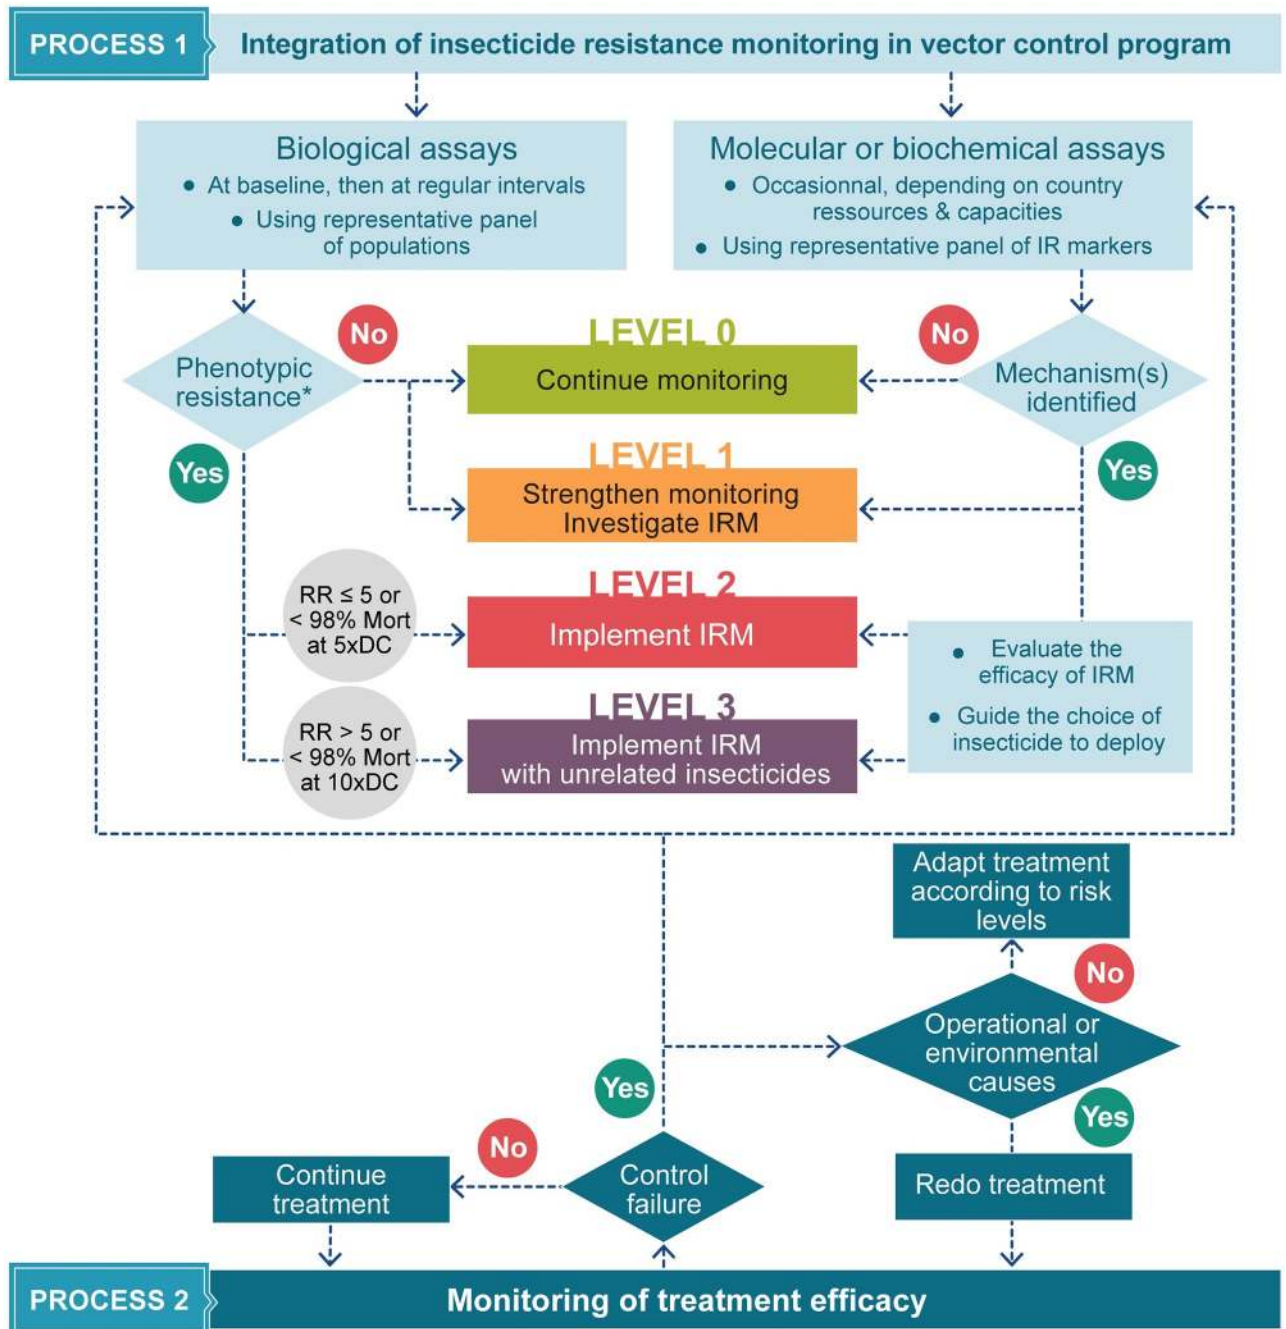 PROCESS 1
Integration of insecticide resistance monitoring in vector control program
Biological assays
• At baseline, then at regular intervals
• Using representative panel
of populations
Molecular or biochemical assays
• Occasionnal, depending on country
ressources & capacities
• Using representative panel of IR markers
Phenotypic
resistance*
No
Yes
LEVEL 0
Continue monitoring
No
Mechanism(s)
identified
Yes
LEVEL 1
Strengthen monitoring
Investigate IRM
RR ≤ 5 or
< 98% Mort
at 5xDC
LEVEL 2
Implement IRM
• Evaluate the
efficacy of IRM
• Guide the choice of
insecticide to deploy
RR > 5 or
< 98% Mort
at 10xDC
LEVEL 3
Implement IRM
with unrelated insecticides
Adapt treatment
according to risk
levels
No
Operational or
environmental
causes
Yes
Redo treatment
Yes
Control
failure
No
Continue
treatment
PROCESS 2
Monitoring of treatment efficacy